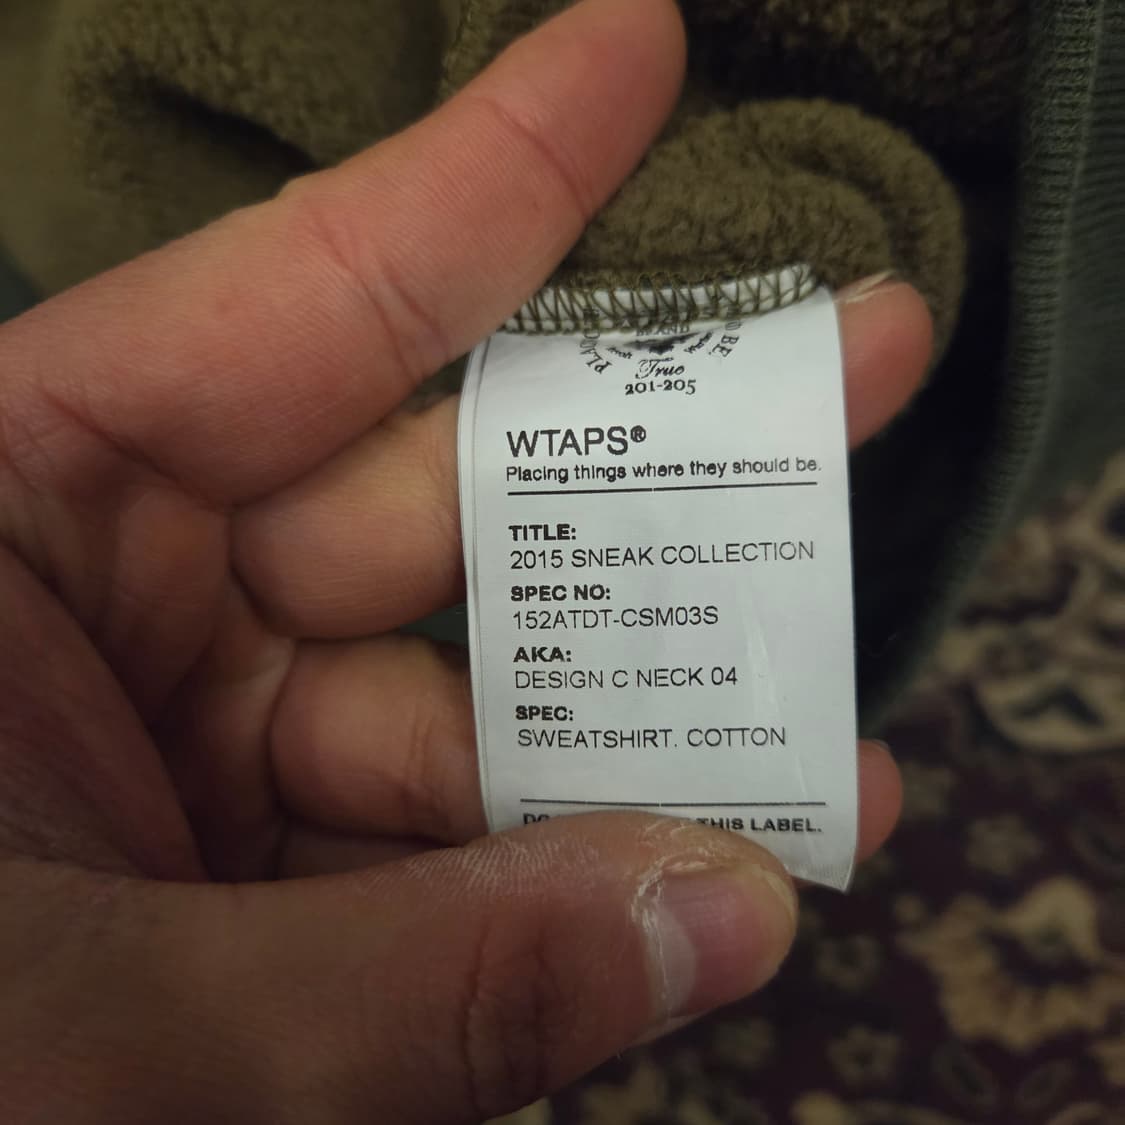 True
201-205
WTAPS®
Placing things where they should be.
TITLE:
2015 SNEAK COLLECTION
SPEC NO:
152ATDT-CSM03S
AKA:
DESIGN C NECK 04
SPEC:
SWEATSHIRT. COTTON
THIS LABEL.